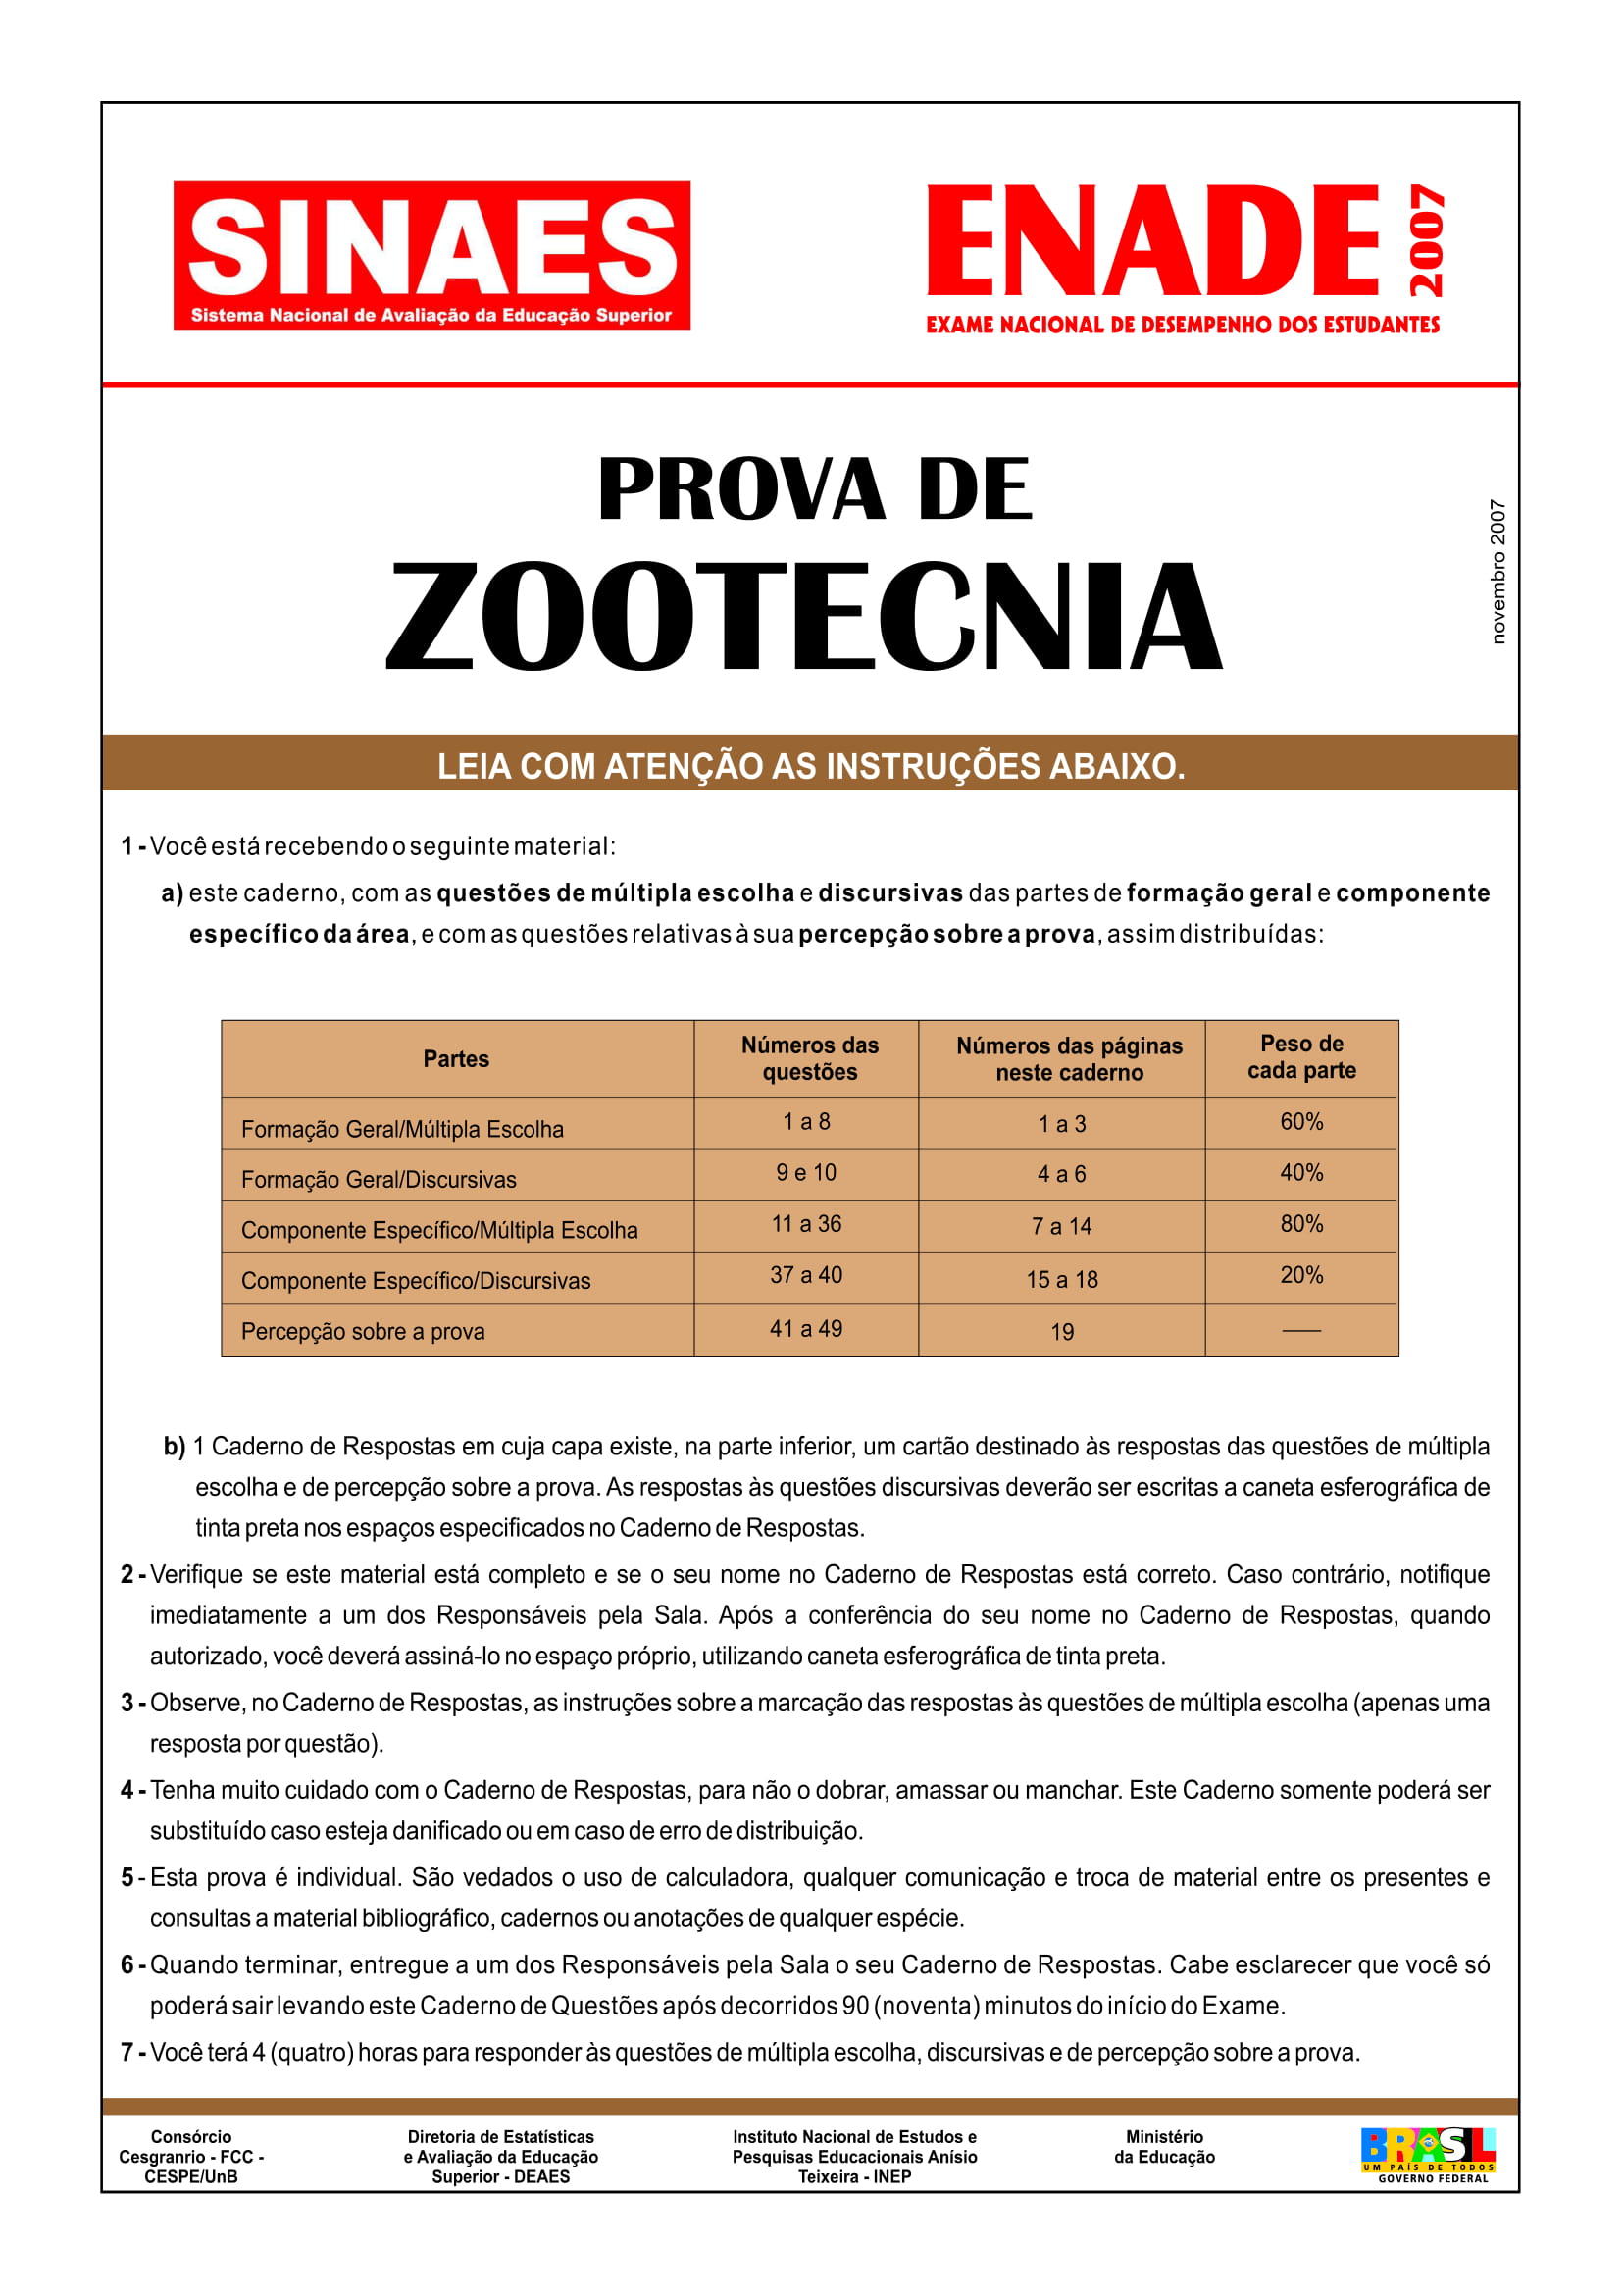 SINAES
Sistema Nacional de Avaliação da Educação Superior
ENADE 2007
EXAME NACIONAL DE DESEMPENHO DOS ESTUDANTES
PROVA DE
ZOOTECNIA
novembro 2007
LEIA COM ATENÇÃO AS INSTRUÇÕES ABAIXO.
1 - Você está recebendo o seguinte material:
a) este caderno, com as questões de múltipla escolha e discursivas das partes de formação geral e componente
específico da área, e com as questões relativas à sua percepção sobre a prova, assim distribuídas:
Partes
Números das questões
Números das páginas neste caderno
Peso de cada parte
Formação Geral/Múltipla Escolha 1 a 8 1 a 3 60%
Formação Geral/Discursivas 9 e 10 4 a 6 40%
Componente Específico/Múltipla Escolha 11 a 36 7 a 14 80%
Componente Específico/Discursivas 37 a 40 15 a 18 20%
Percepção sobre a prova 41 a 49 19 ——
b) 1 Caderno de Respostas em cuja capa existe, na parte inferior, um cartão destinado às respostas das questões de múltipla
escolha e de percepção sobre a prova. As respostas às questões discursivas deverão ser escritas a caneta esferográfica de
tinta preta nos espaços especificados no Caderno de Respostas.
2 - Verifique se este material está completo e se o seu nome no Caderno de Respostas está correto. Caso contrário, notifique
imediatamente a um dos Responsáveis pela Sala. Após a conferência do seu nome no Caderno de Respostas, quando
autorizado, você deverá assiná-lo no espaço próprio, utilizando caneta esferográfica de tinta preta.
3 - Observe, no Caderno de Respostas, as instruções sobre a marcação das respostas às questões de múltipla escolha (apenas uma
resposta por questão).
4 - Tenha muito cuidado com o Caderno de Respostas, para não o dobrar, amassar ou manchar. Este Caderno somente poderá ser
substituído caso esteja danificado ou em caso de erro de distribuição.
5 - Esta prova é individual. São vedados o uso de calculadora, qualquer comunicação e troca de material entre os presentes e
consultas a material bibliográfico, cadernos ou anotações de qualquer espécie.
6 - Quando terminar, entregue a um dos Responsáveis pela Sala o seu Caderno de Respostas. Cabe esclarecer que você só
poderá sair levando este Caderno de Questões após decorridos 90 (noventa) minutos do início do Exame.
7 - Você terá 4 (quatro) horas para responder às questões de múltipla escolha, discursivas e de percepção sobre a prova.
Consórcio
Cesgranrio - FCC -
CESPE/UnB
Diretoria de Estatísticas
e Avaliação da Educação
Superior - DEAES
Instituto Nacional de Estudos e
Pesquisas Educacionais Anísio
Teixeira - INEP
Ministério
da Educação
BRASIL
UM PAÍS DE TODOS
GOVERNO FEDERAL